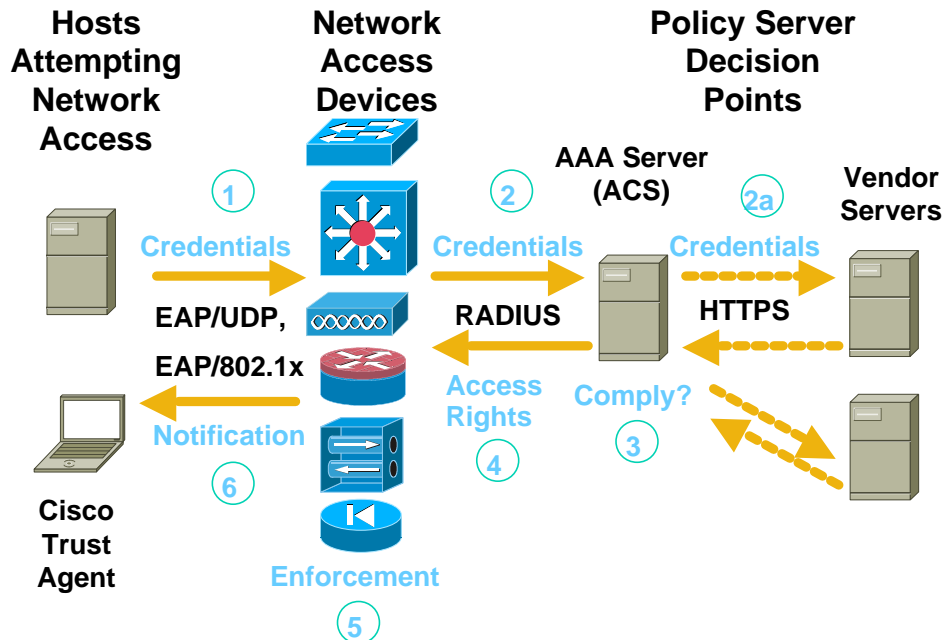 Hosts
Attempting
Network
Access
Network
Access
Devices
Policy Server
Decision
Points
AAA Server
(ACS)
Vendor
Servers
1
Credentials
2
Credentials
2a
Credentials
EAP/UDP,
EAP/802.1x
RADIUS
HTTPS
Access
Rights
4
Comply?
3
Notification
6
Cisco
Trust
Agent
Enforcement
5